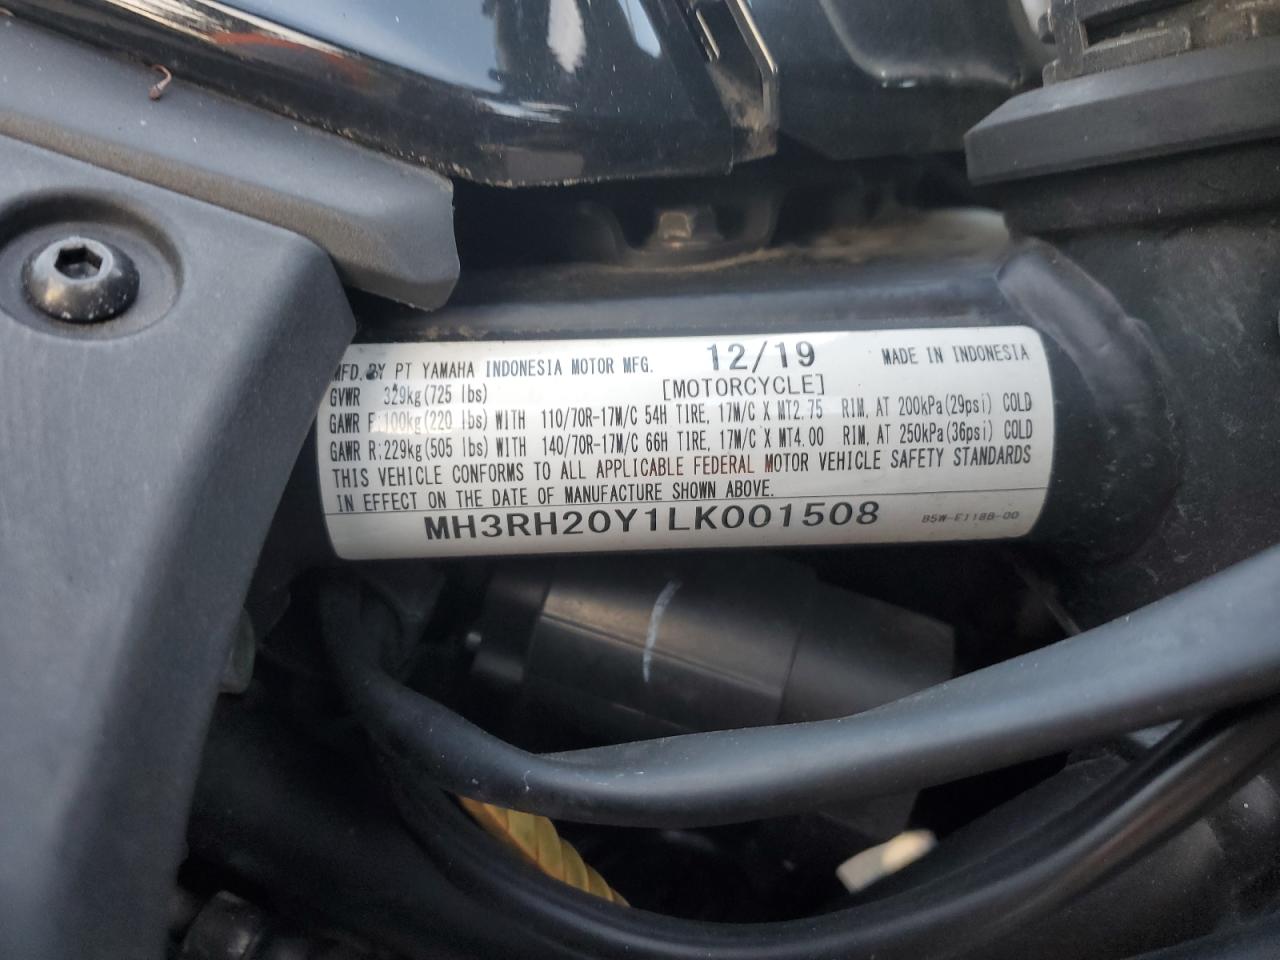 MFD. BY PT YAMAHA INDONESIA MOTOR MFG. 12/19 MADE IN INDONESIA
GVWR 329kg(725 lbs) [MOTORCYCLE]
GAWR F:100kg(220 lbs) WITH 110/70R-17M/C 54H TIRE, 17M/C X MT2.75 RIM, AT 200kPa(29psi) COLD
GAWR R:229kg(505 lbs) WITH 140/70R-17M/C 66H TIRE, 17M/C X MT4.00 RIM, AT 250kPa(36psi) COLD
THIS VEHICLE CONFORMS TO ALL APPLICABLE FEDERAL MOTOR VEHICLE SAFETY STANDARDS
IN EFFECT ON THE DATE OF MANUFACTURE SHOWN ABOVE.
MH3RH20Y1LK001508 B5W-F118B-00